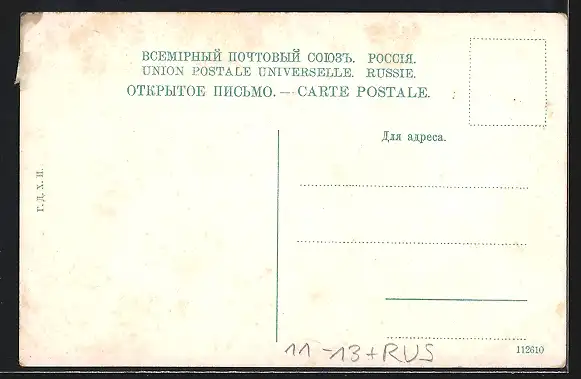 ВСЕМІРНЫЙ ПОЧТОВЫЙ СОЮЗЪ. РОССІЯ.
UNION POSTALE UNIVERSELLE. RUSSIE.
ОТКРЫТОЕ ПИСЬМО. — CARTE POSTALE.
Для адреса.
Г. Д. Х. И.
11-13+RUS
112610